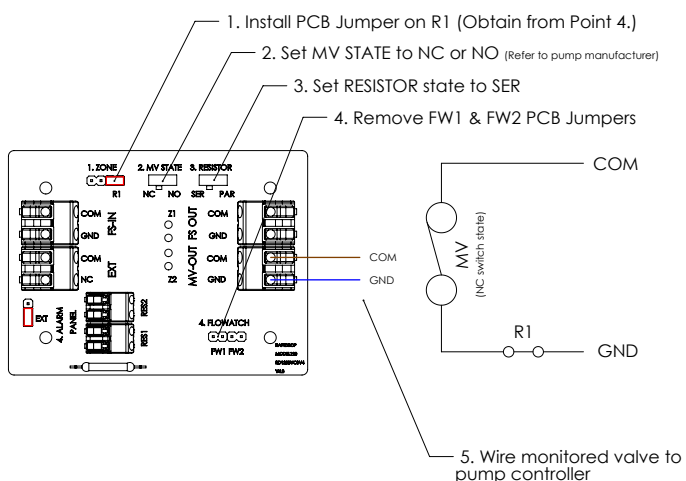 1. Install PCB Jumper on R1 (Obtain from Point 4.)
2. Set MV STATE to NC or NO (Refer to pump manufacturer)
3. Set RESISTOR state to SER
4. Remove FW1 & FW2 PCB Jumpers
1. ZONE
2. MV STATE
3. RESISTOR
R1
NC NO
SER PAR
COM
GND
FS-IN
COM
NC
EXT
Z1
Z2
FS OUT
MV-OUT
COM
GND
COM
GND
COM
GND
EXT
4. ALARM
PANEL
RES2
RES1
4. FLOWATCH
FW1 FW2
COM
MV
(NC switch state)
R1
GND
5. Wire monitored valve to
pump controller